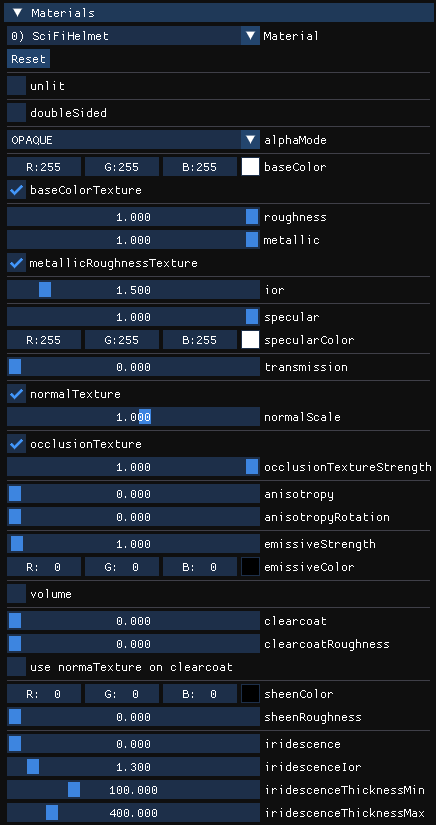 Materials
0) SciFiHelmet Material
Reset
unlit
doubleSided
OPAQUE alphaMode
R:255 G:255 B:255 baseColor
baseColorTexture
1.000 roughness
1.000 metallic
metallicRoughnessTexture
1.500 ior
1.000 specular
R:255 G:255 B:255 specularColor
0.000 transmission
normalTexture
1.000 normalScale
occlusionTexture
1.000 occlusionTextureStrength
0.000 anisotropy
0.000 anisotropyRotation
1.000 emissiveStrength
R: 0 G: 0 B: 0 emissiveColor
volume
0.000 clearcoat
0.000 clearcoatRoughness
use normaTexture on clearcoat
R: 0 G: 0 B: 0 sheenColor
0.000 sheenRoughness
0.000 iridescence
1.300 iridescenceIor
100.000 iridescenceThicknessMin
400.000 iridescenceThicknessMax